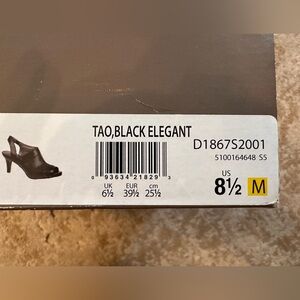 TAO,BLACK ELEGANT
D1867S2001
5100164648 S5
0 93634 21829 3
UK EUR cm
6½ 39½ 25½
US
8½ M